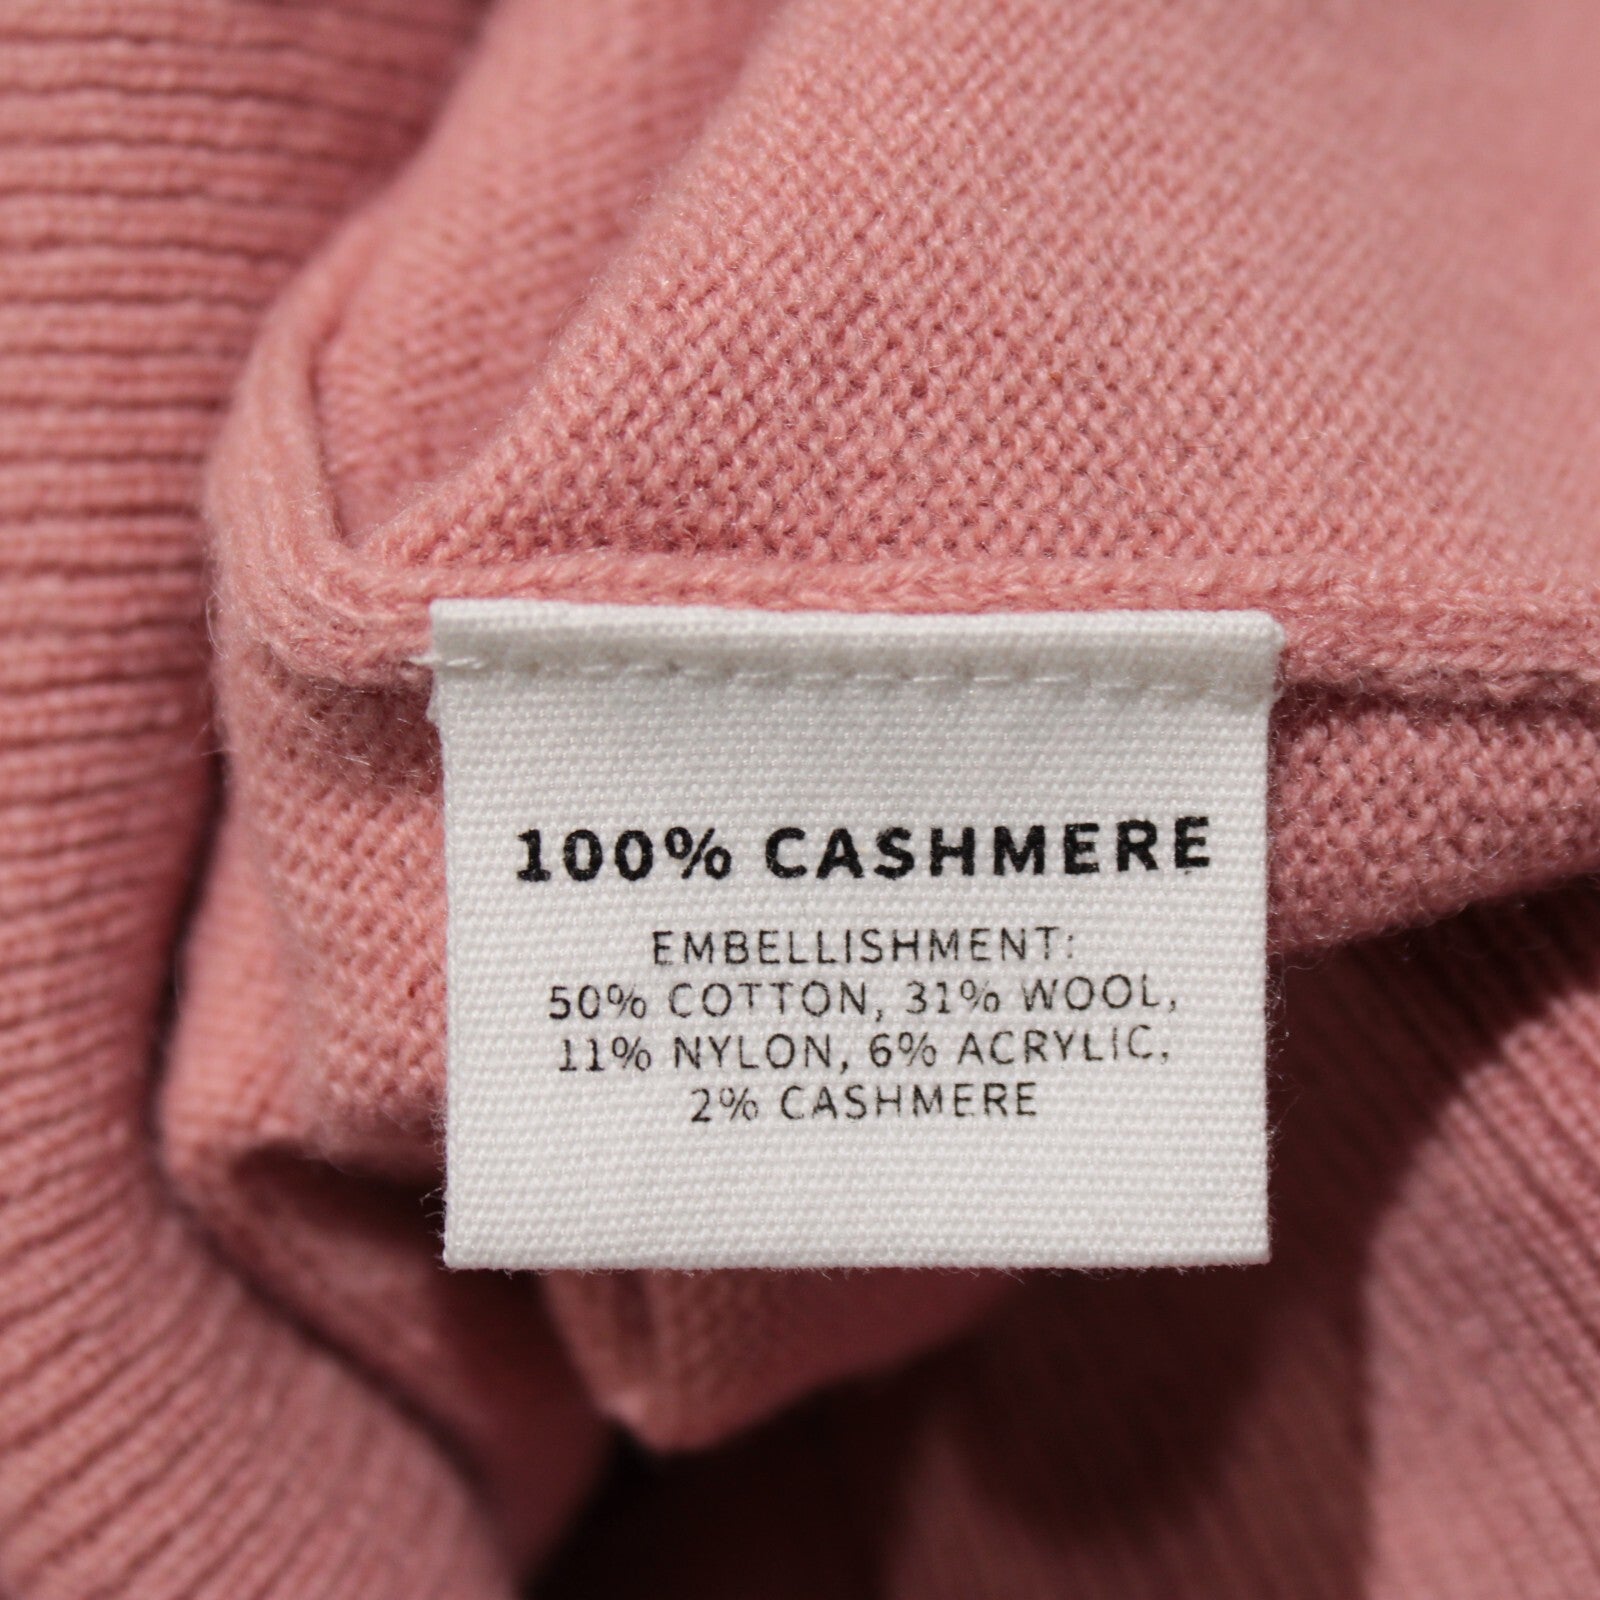 100% CASHMERE
EMBELLISHMENT:
50% COTTON, 31% WOOL,
11% NYLON, 6% ACRYLIC,
2% CASHMERE